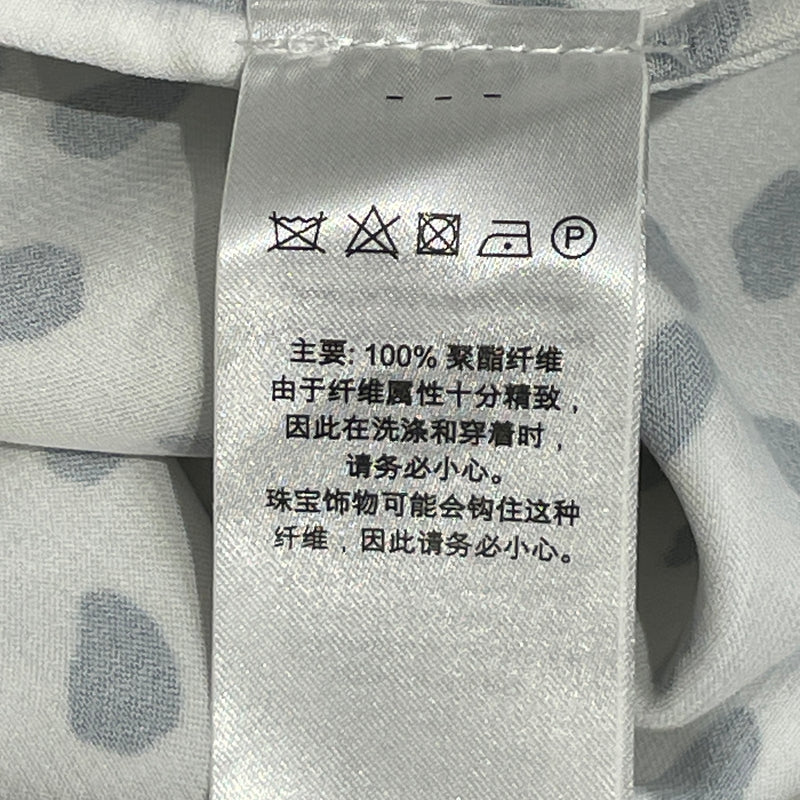 - - -
P
主要: 100% 聚酯纤维
由于纤维属性十分精致，
因此在洗涤和穿着时，
请务必小心。
珠宝饰物可能会钩住这种
纤维，因此请务必小心。